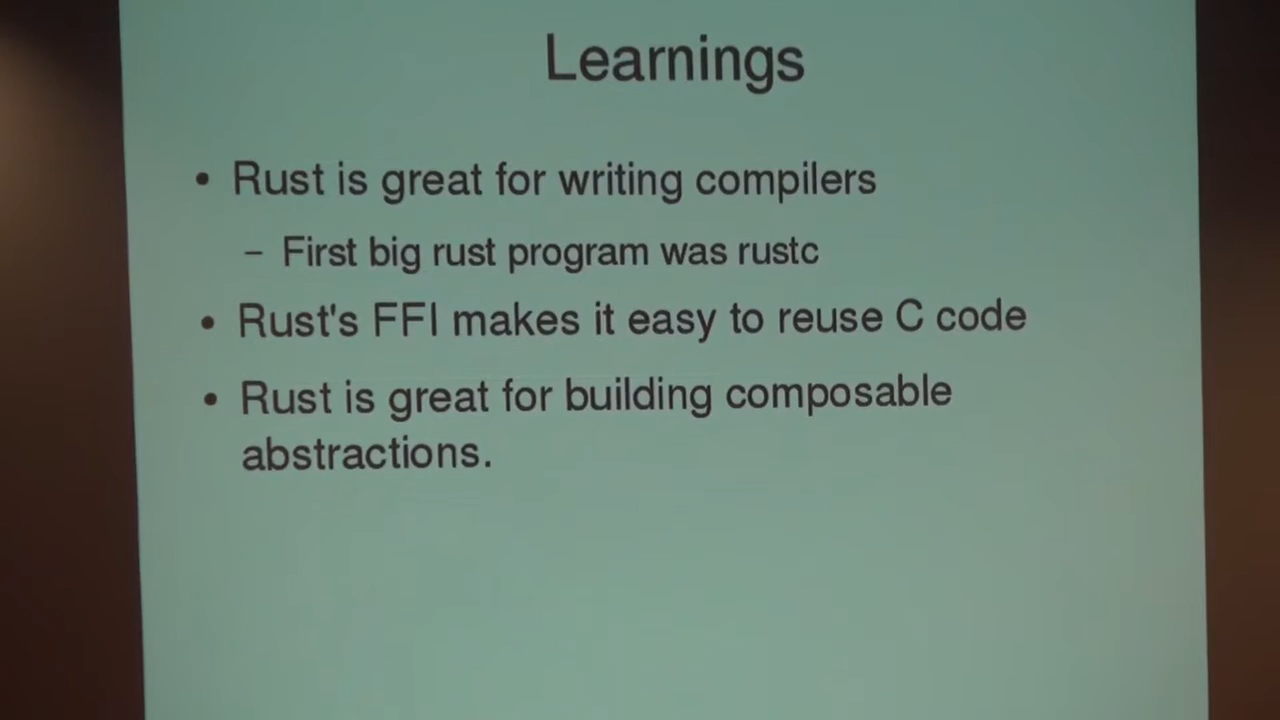 Learnings
• Rust is great for writing compilers
– First big rust program was rustc
• Rust's FFI makes it easy to reuse C code
• Rust is great for building composable
abstractions.